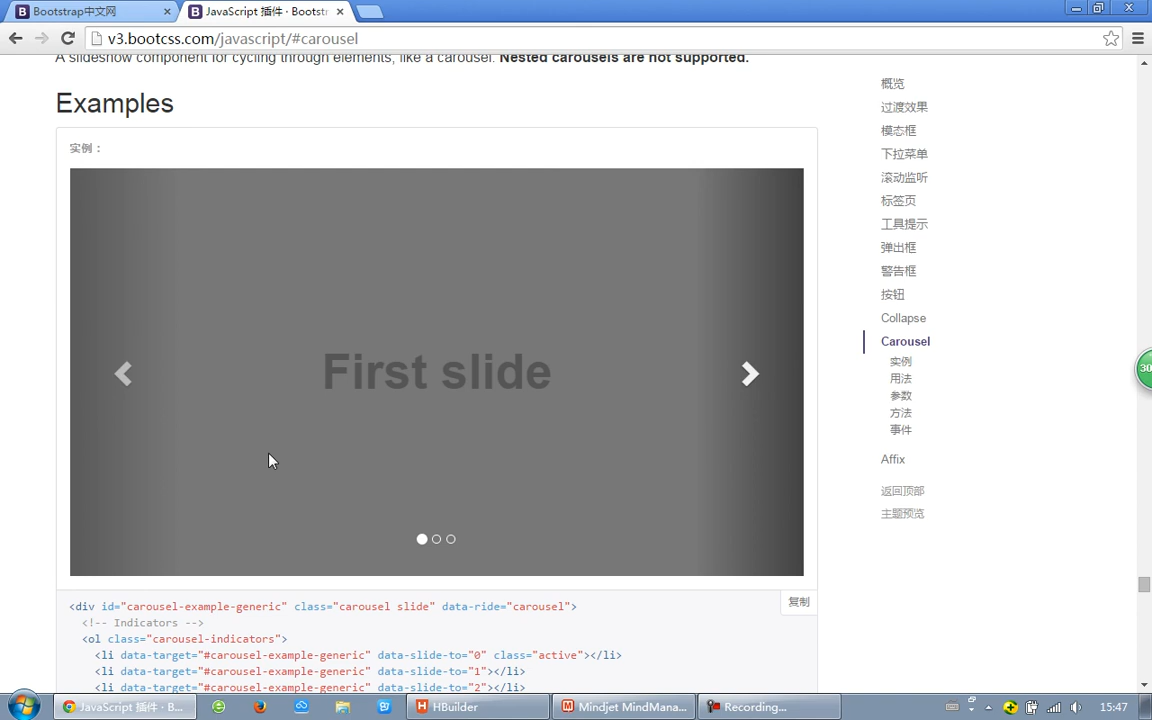 Bootstrap中文网
JavaScript 插件 · Bootstr
v3.bootcss.com/javascript/#carousel
A slideshow component for cycling through elements, like a carousel. Nested carousels are not supported.
Examples
实例：
First slide
复制
<div id="carousel-example-generic" class="carousel slide" data-ride="carousel">
<!-- Indicators -->
<ol class="carousel-indicators">
<li data-target="#carousel-example-generic" data-slide-to="0" class="active"></li>
<li data-target="#carousel-example-generic" data-slide-to="1"></li>
<li data-target="#carousel-example-generic" data-slide-to="2"></li>
概览
过渡效果
模态框
下拉菜单
滚动监听
标签页
工具提示
弹出框
警告框
按钮
Collapse
Carousel
实例
用法
参数
方法
事件
Affix
返回顶部
主题预览
30
JavaScript 插件 · B...
HBuilder
Mindjet MindMana...
Recording...
15:47